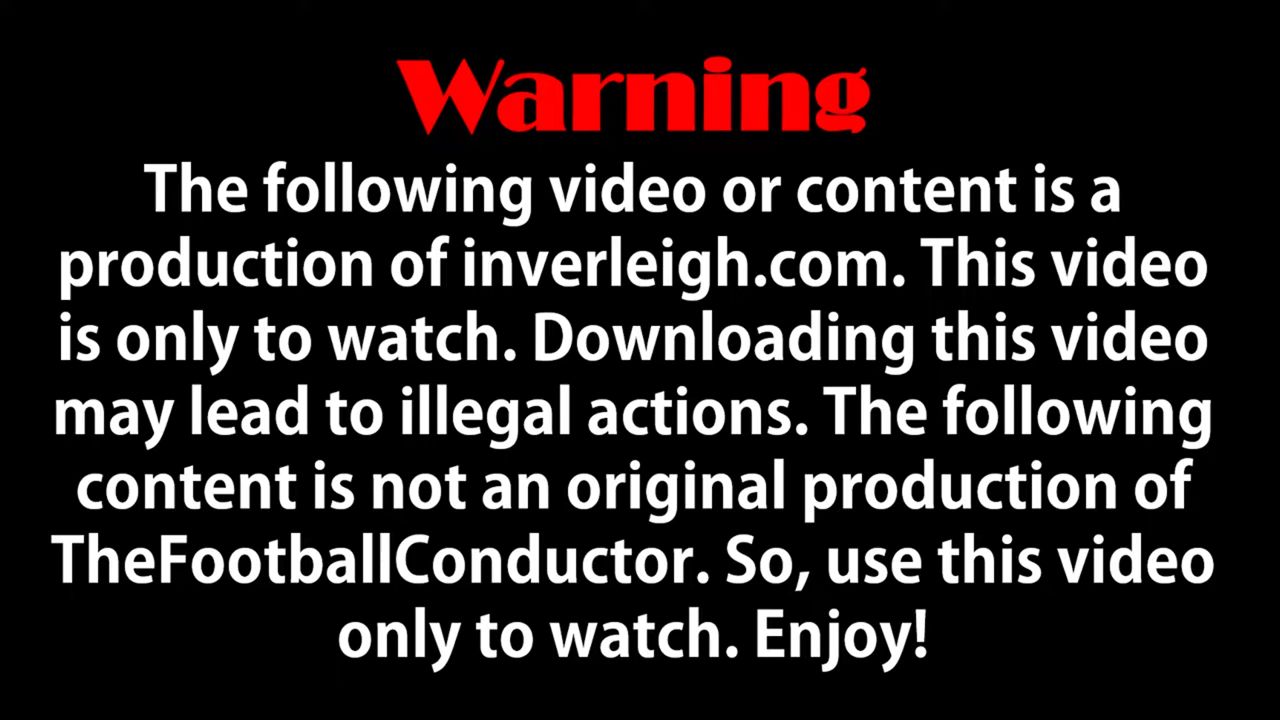 Warning
The following video or content is a
production of inverleigh.com. This video
is only to watch. Downloading this video
may lead to illegal actions. The following
content is not an original production of
TheFootballConductor. So, use this video
only to watch. Enjoy!